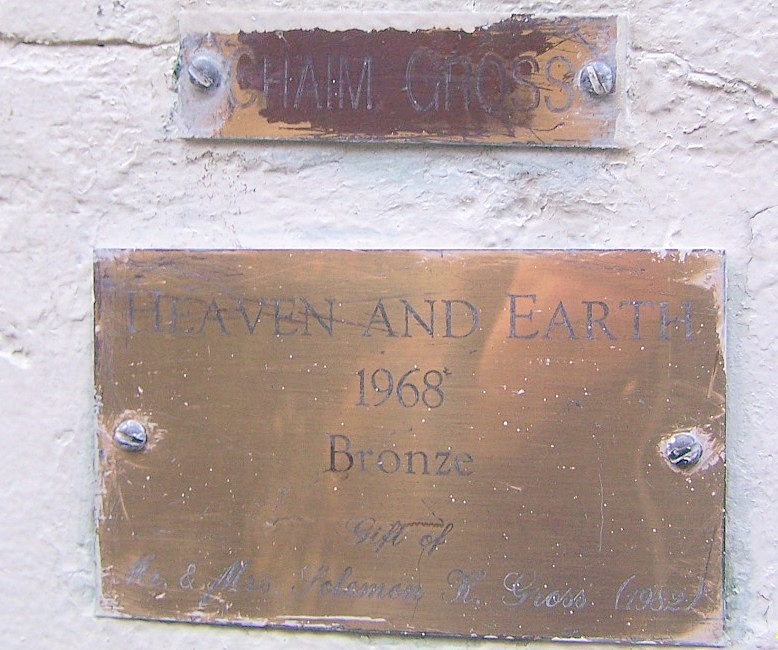 CHAIM GROSS
HEAVEN AND EARTH
1968
Bronze
Gift of
Mr. & Mrs Solomon K. Gross (1982)